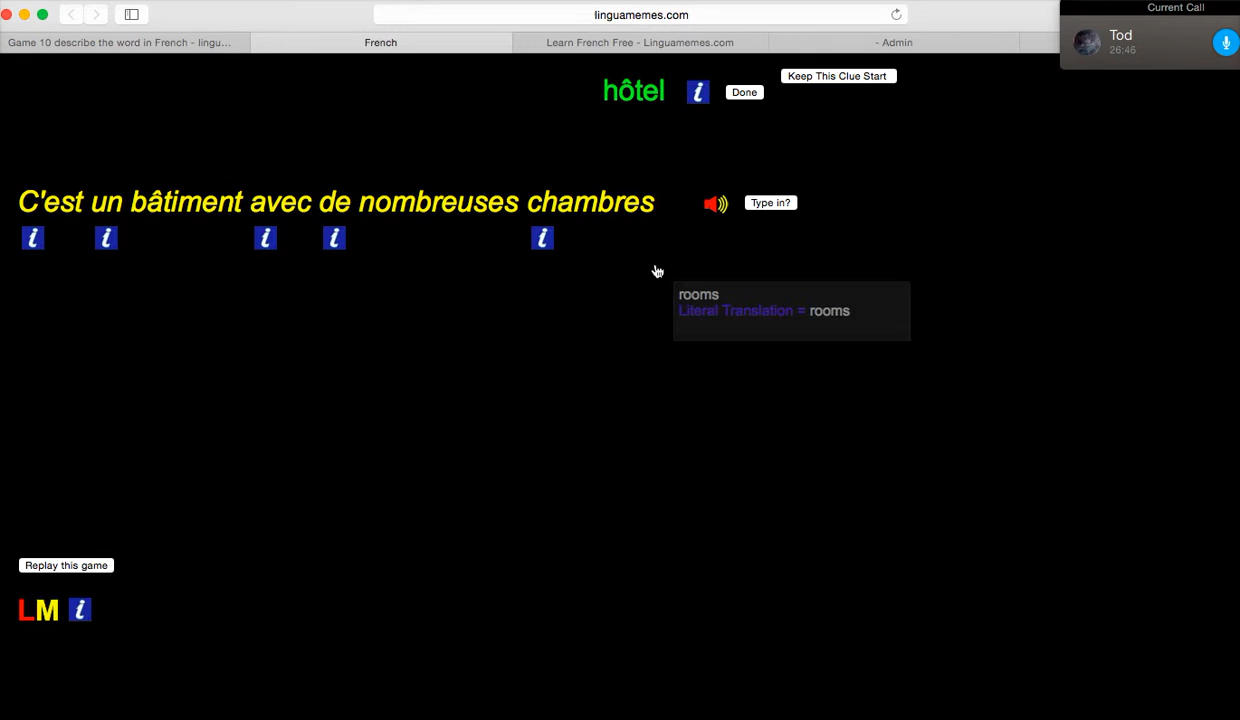 linguamemes.com
Current Call
Tod
26:46
Game 10 describe the word in French - lingu...
French
Learn French Free - Linguamemes.com
- Admin
hôtel i Done Keep This Clue Start
C'est un bâtiment avec de nombreuses chambres Type in?
i i i i i
rooms
Literal Translation = rooms
Replay this game
LM i